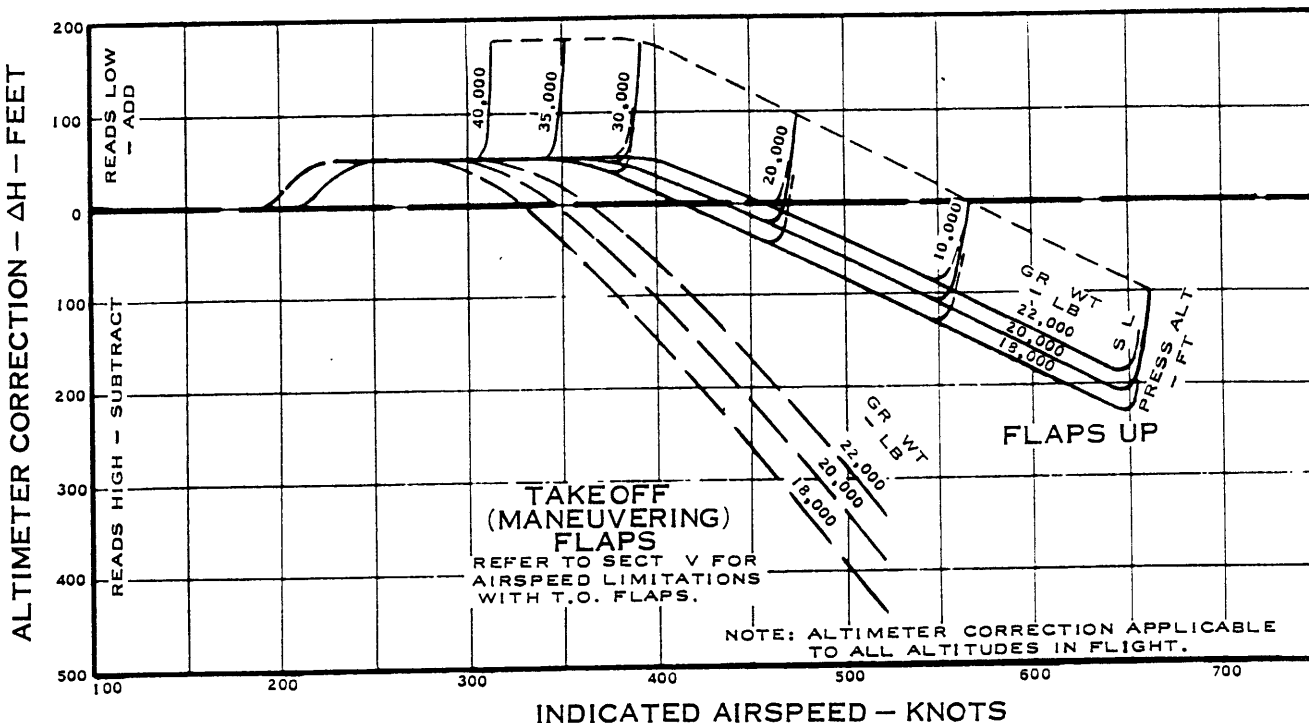 ALTIMETER CORRECTION — ΔH — FEET
200
100
0
100
200
300
400
500
READS LOW
— ADD
READS HIGH — SUBTRACT
40,000
35,000
30,000
20,000
10,000
S L
PRESS ALT
— FT
GR WT
— LB
22,000
20,000
18,000
FLAPS UP
GR WT
— LB
22,000
20,000
18,000
TAKEOFF
(MANEUVERING)
FLAPS
REFER TO SECT V FOR
AIRSPEED LIMITATIONS
WITH T.O. FLAPS.
NOTE: ALTIMETER CORRECTION APPLICABLE
TO ALL ALTITUDES IN FLIGHT.
100
200
300
400
500
600
700
INDICATED AIRSPEED — KNOTS